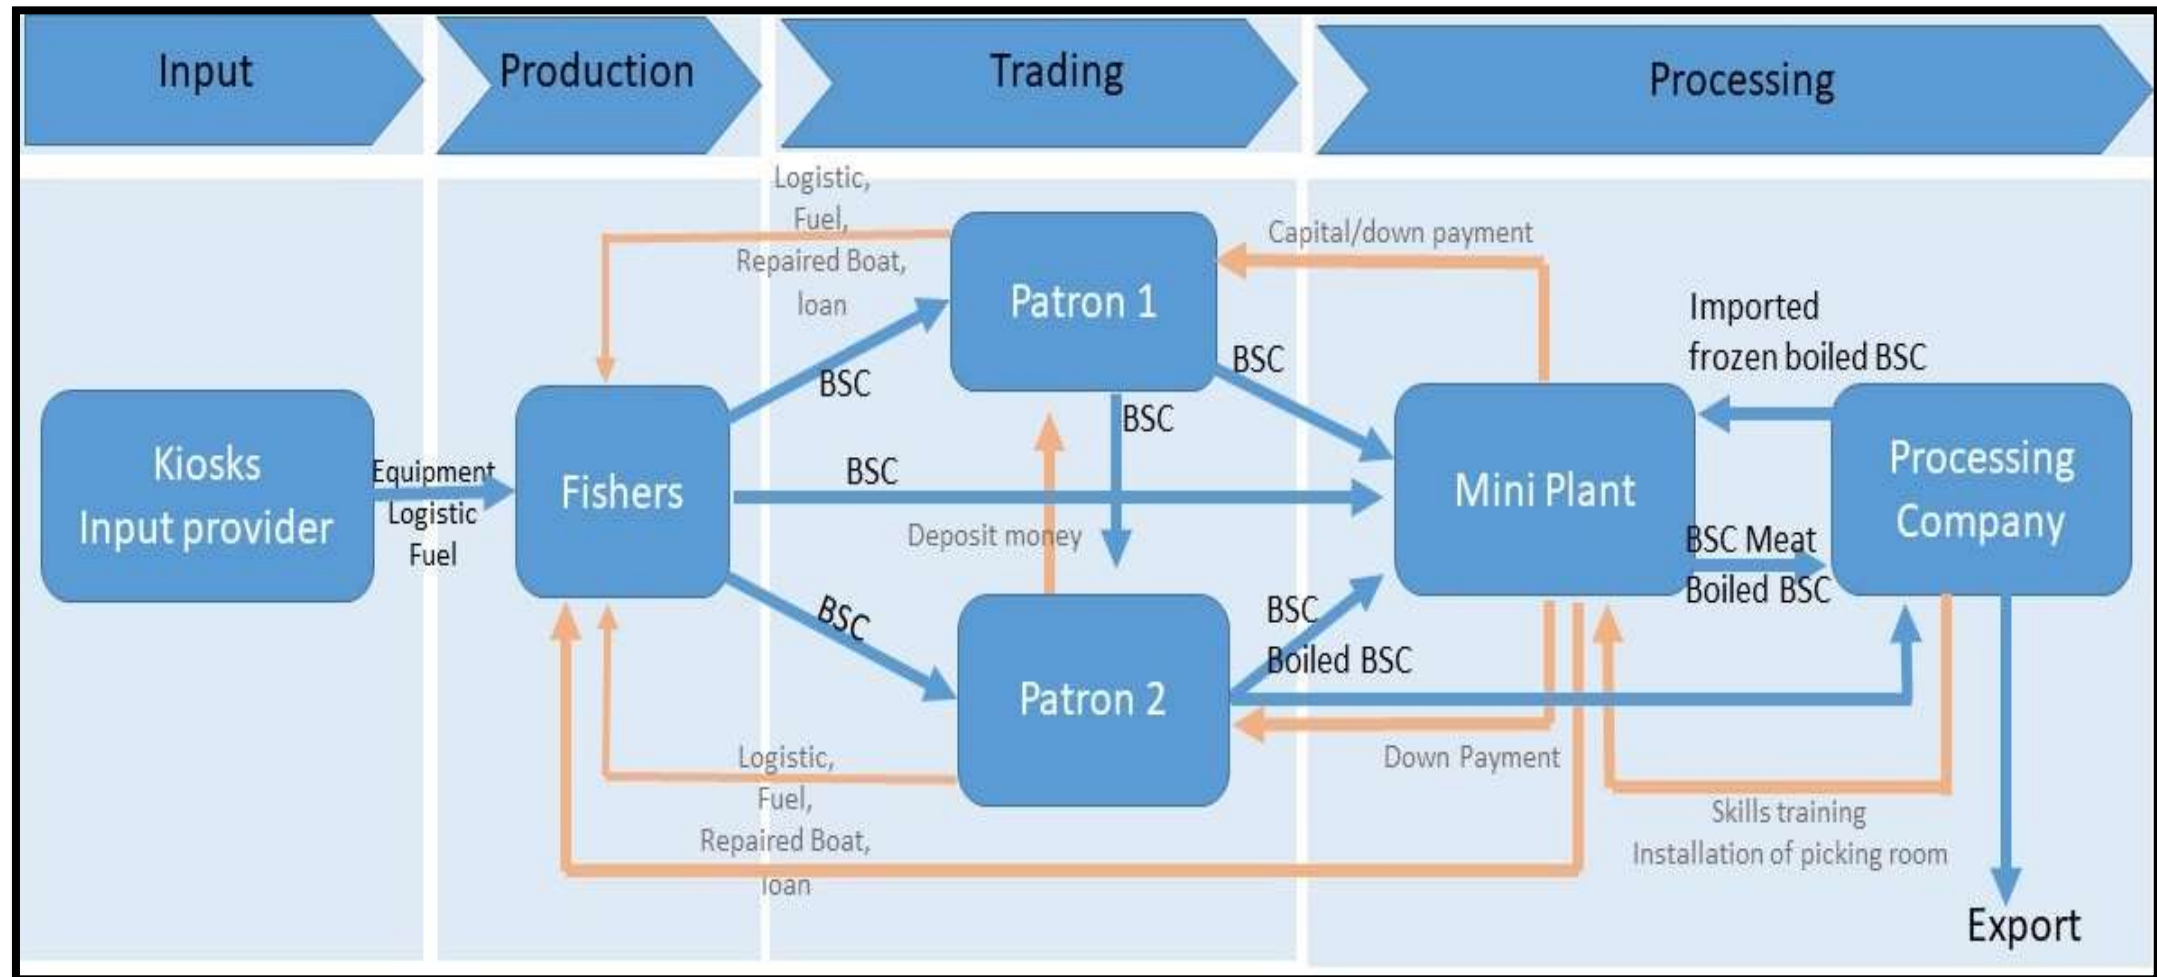 Input
Production
Trading
Processing
Logistic,
Fuel,
Repaired Boat,
loan
Patron 1
Capital/down payment
Imported
frozen boiled BSC
BSC
BSC
BSC
Kiosks
Input provider
Equipment
Logistic
Fuel
Fishers
BSC
Deposit money
Mini Plant
Processing
Company
BSC Meat
Boiled BSC
BSC
BSC
Boiled BSC
Patron 2
Down Payment
Logistic,
Fuel,
Repaired Boat,
loan
Skills training
Installation of picking room
Export